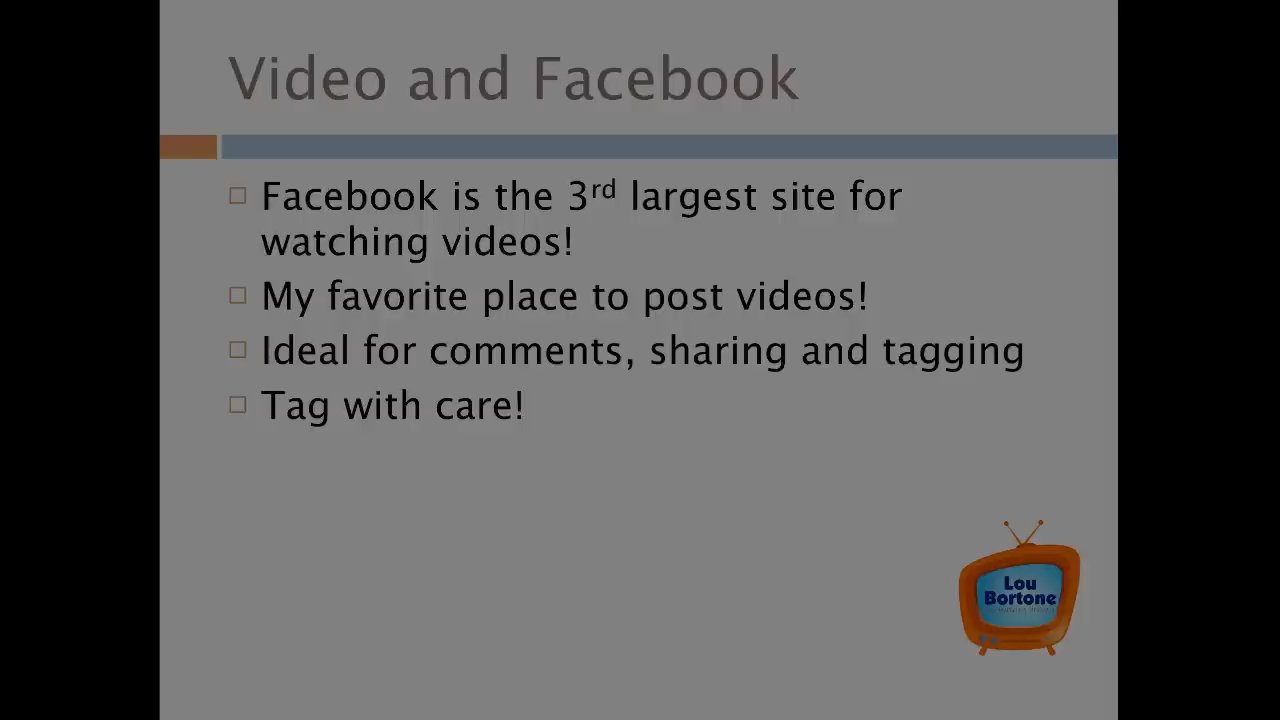 Video and Facebook
Facebook is the 3rd largest site for
watching videos!
My favorite place to post videos!
Ideal for comments, sharing and tagging
Tag with care!
Lou
Bortone